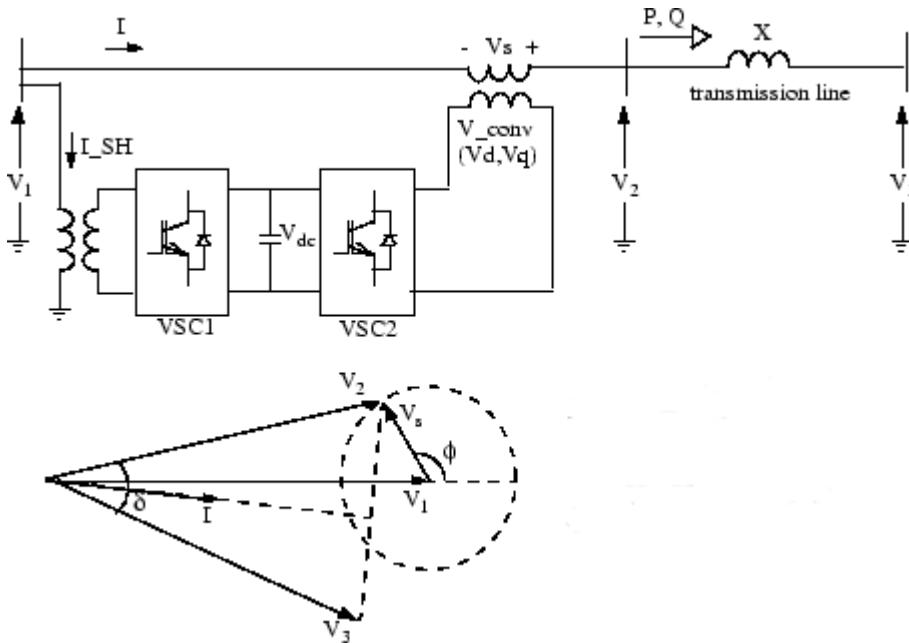 I
P, Q
X
- Vs +
transmission line
V_conv
(Vd,Vq)
I_SH
V1
V2
V
Vdc
VSC1
VSC2
V2
Vs
ϕ
V1
δ
I
V3